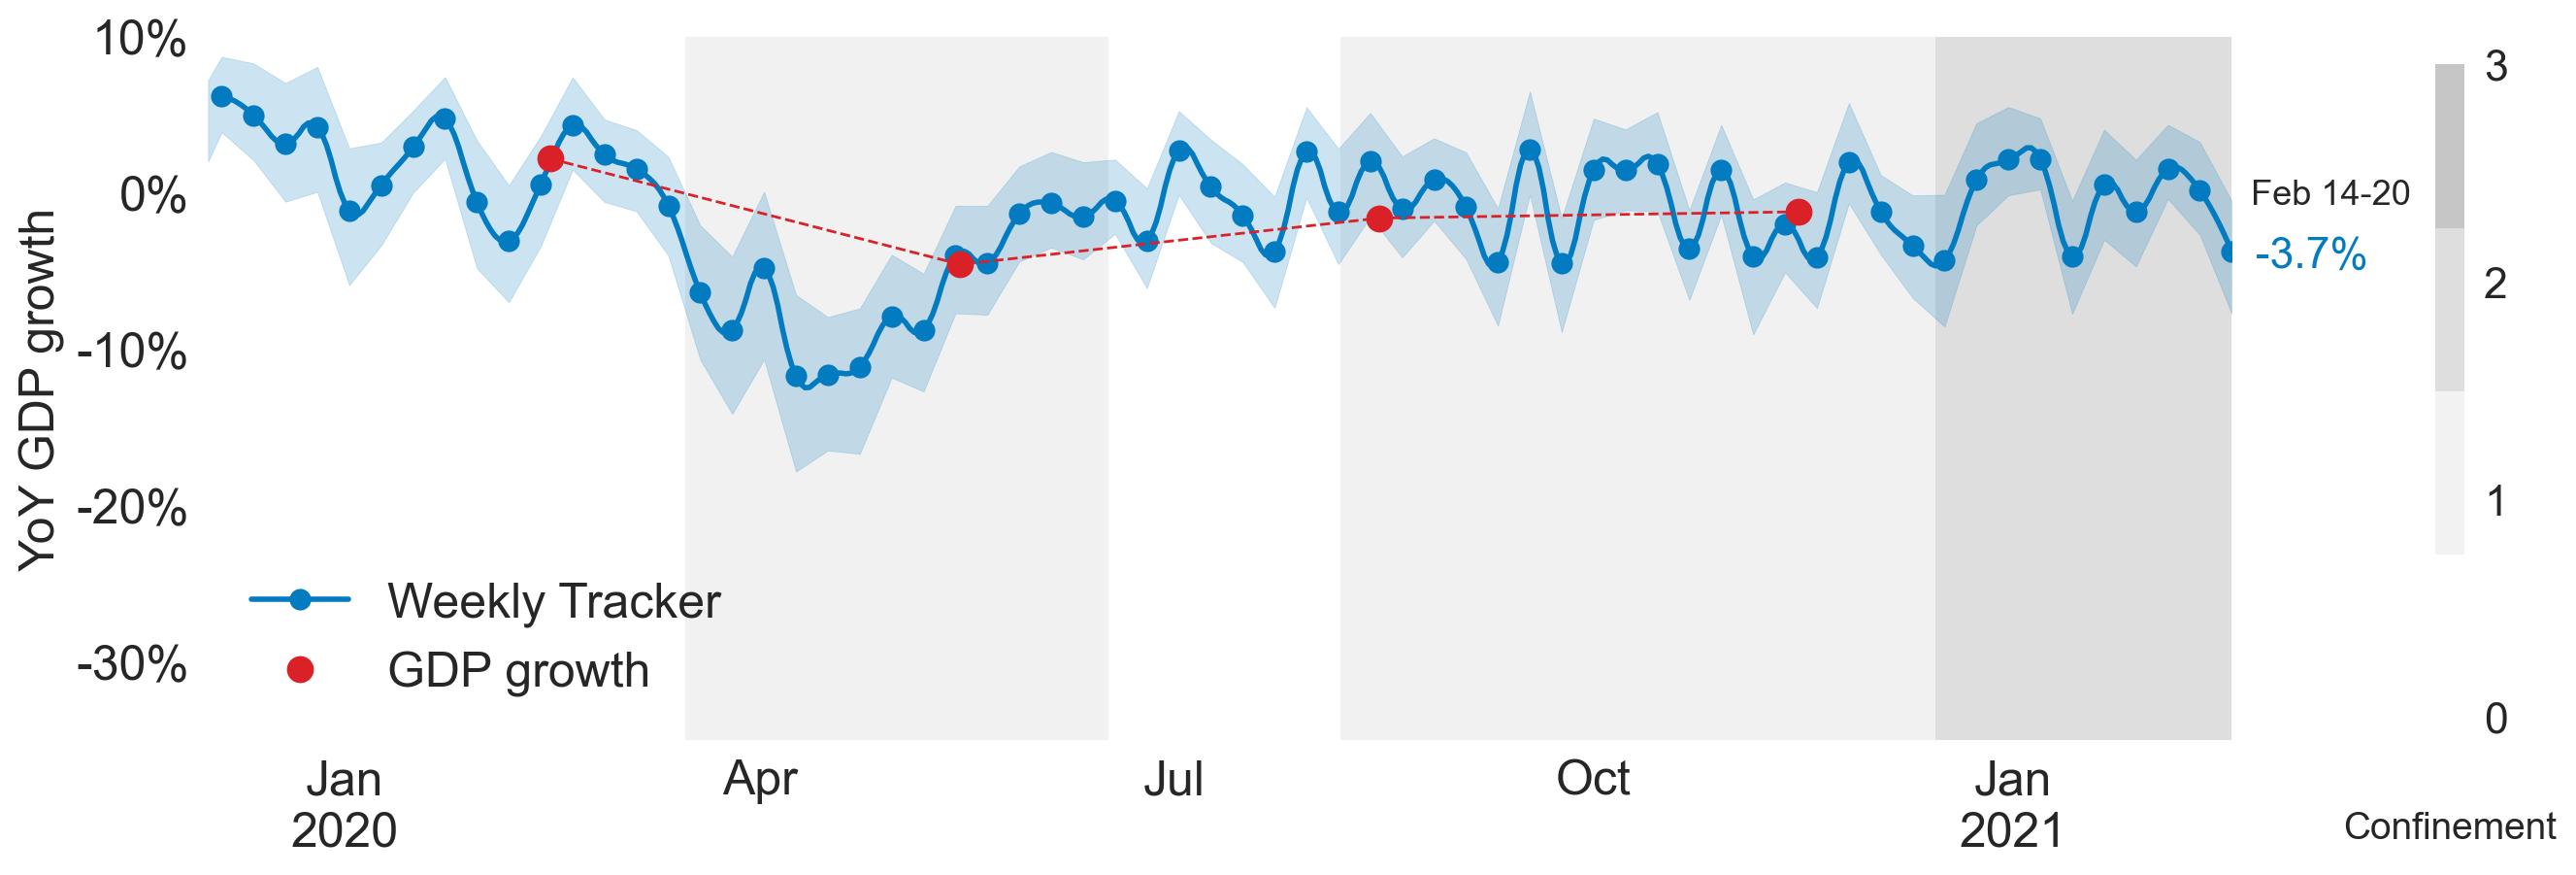 10%
0%
-10%
-20%
-30%
YoY GDP growth
Weekly Tracker
GDP growth
Jan
2020
Apr
Jul
Oct
Jan
2021
Feb 14-20
-3.7%
3
2
1
0
Confinement